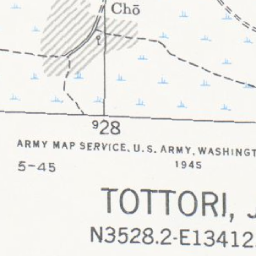 Chō
928
ARMY MAP SERVICE, U.S. ARMY, WASHINGT
5-45
1945
TOTTORI, J
N3528.2-E13412